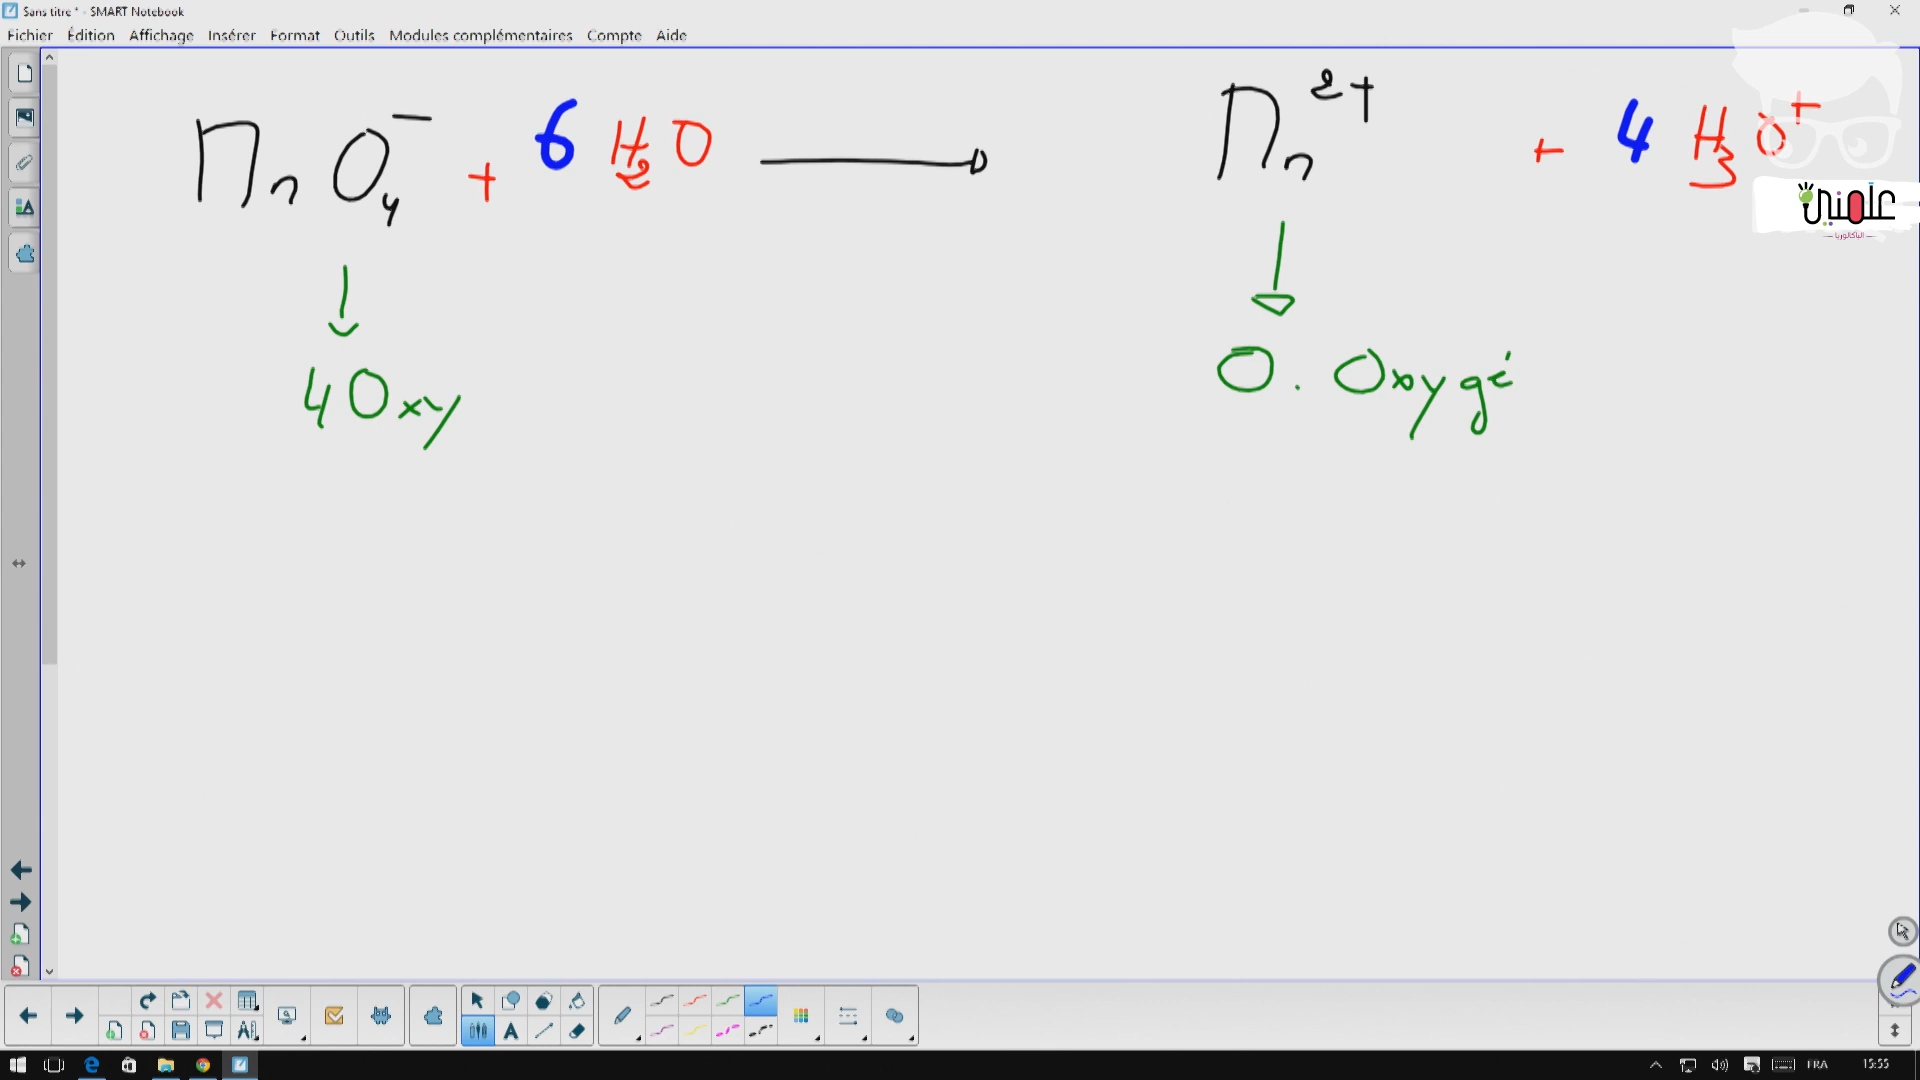 Sans titre * - SMART Notebook
Fichier Édition Affichage Insérer Format Outils Modules complémentaires Compte Aide
MnO₄⁻ + 6 H₂O → Mn²⁺ + 4 H₃O⁺
علمني
الباكالوريا
4 Oxy 0. Oxygé
FRA 15:55